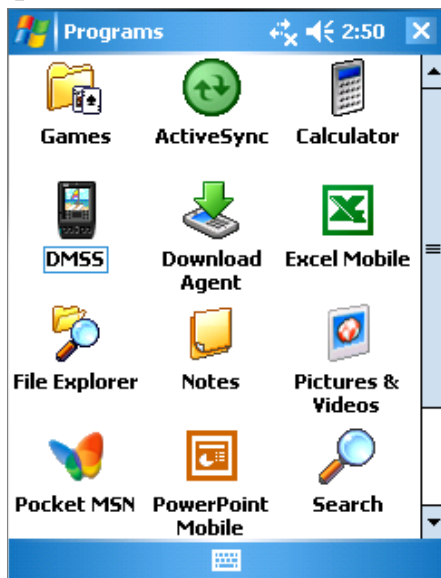 Programs 2:50
Games ActiveSync Calculator
DMSS Download Agent Excel Mobile
File Explorer Notes Pictures & Videos
Pocket MSN PowerPoint Mobile Search